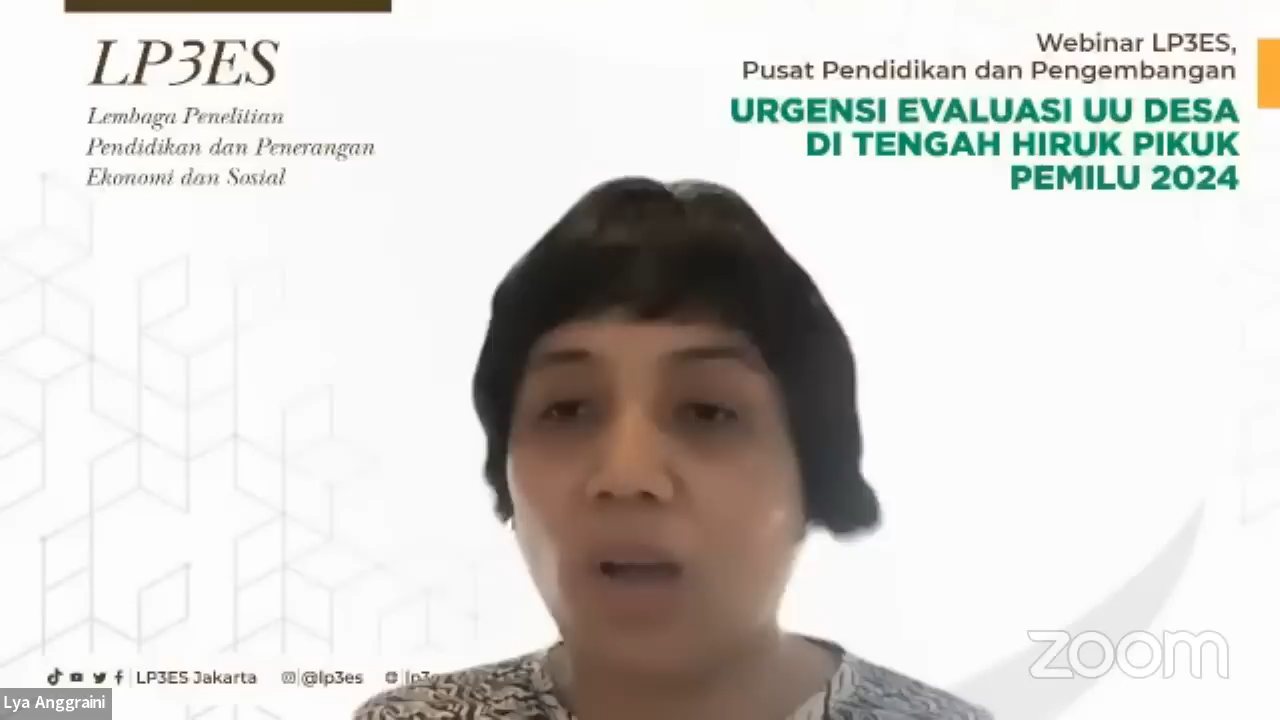 LP3ES
Lembaga Penelitian
Pendidikan dan Penerangan
Ekonomi dan Sosial
Webinar LP3ES,
Pusat Pendidikan dan Pengembangan
URGENSI EVALUASI UU DESA
DI TENGAH HIRUK PIKUK
PEMILU 2024
zoom
LP3ES Jakarta @lp3es
Lya Anggraini